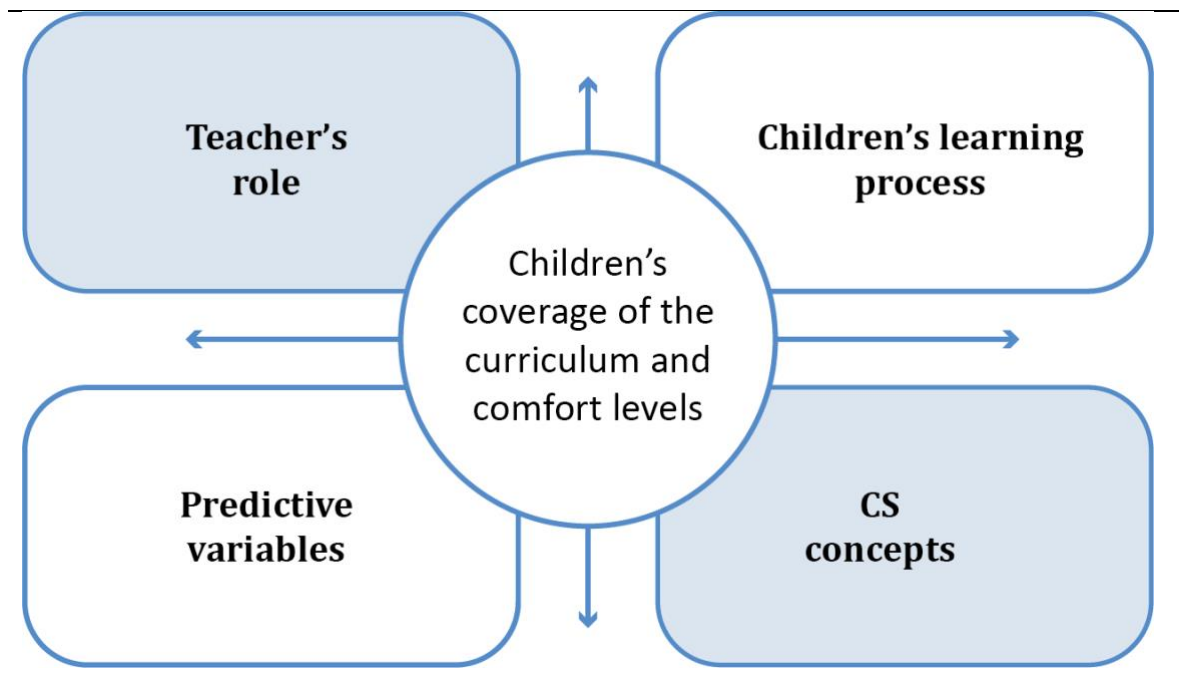 Teacher’s
role
Children’s learning
process
Children’s
coverage of the
curriculum and
comfort levels
Predictive
variables
CS
concepts